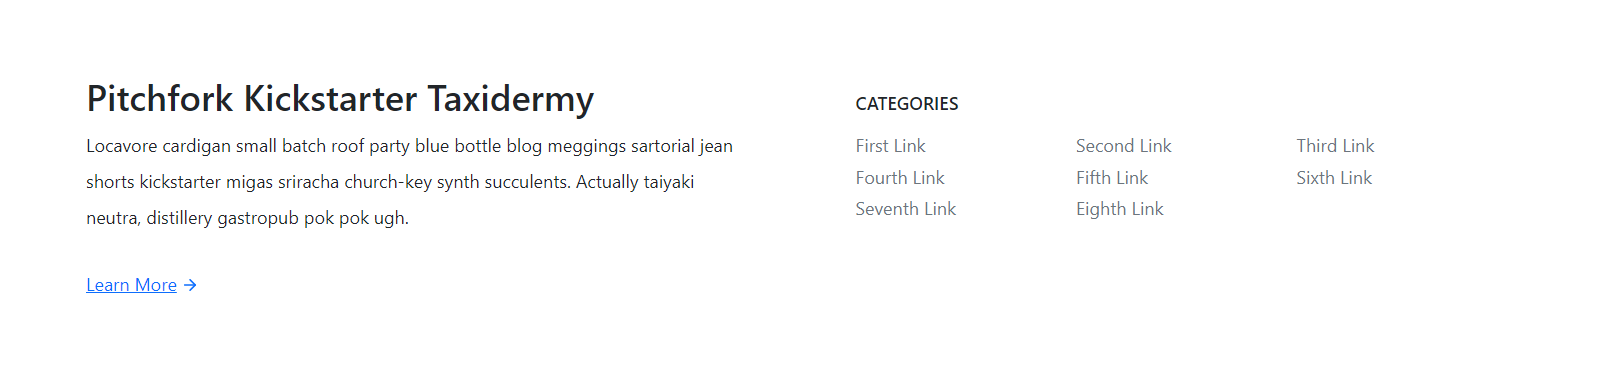 Pitchfork Kickstarter Taxidermy
Locavore cardigan small batch roof party blue bottle blog meggings sartorial jean
shorts kickstarter migas sriracha church-key synth succulents. Actually taiyaki
neutra, distillery gastropub pok pok ugh.
Learn More →
CATEGORIES
First Link Second Link Third Link
Fourth Link Fifth Link Sixth Link
Seventh Link Eighth Link